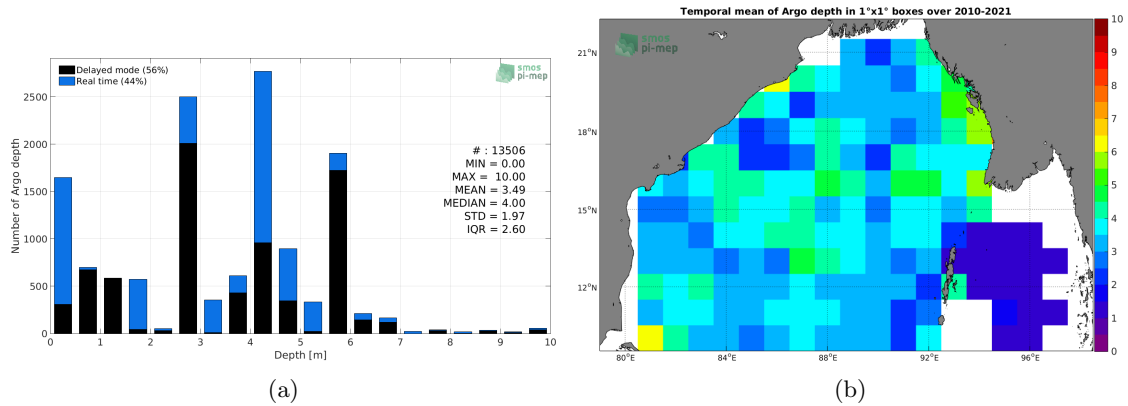 smos
pi-mep
Delayed mode (56%)
Real time (44%)
Number of Argo depth
2500
2000
1500
1000
500
0
# : 13506
MIN = 0.00
MAX = 10.00
MEAN = 3.49
MEDIAN = 4.00
STD = 1.97
IQR = 2.60
0 1 2 3 4 5 6 7 8 9 10
Depth [m]
(a)
Temporal mean of Argo depth in 1°x1° boxes over 2010-2021
smos
pi-mep
21°N
18°N
15°N
12°N
80°E 84°E 88°E 92°E 96°E
10
9
8
7
6
5
4
3
2
1
0
(b)